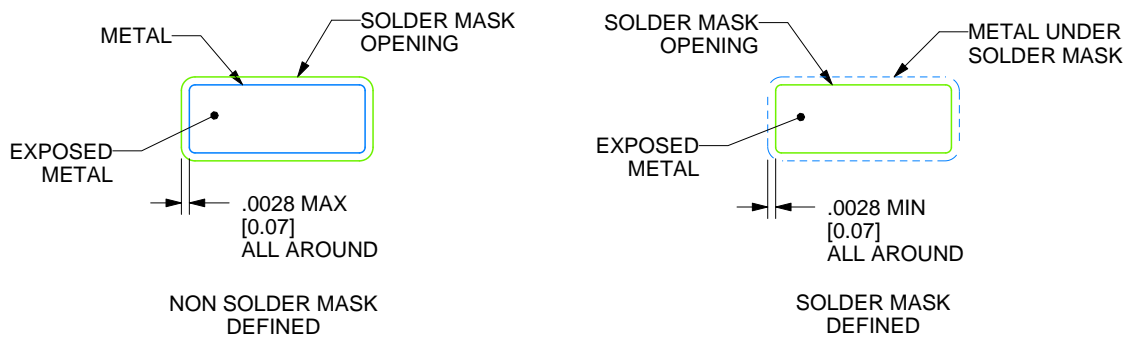 METAL
SOLDER MASK
OPENING
EXPOSED
METAL
.0028 MAX
[0.07]
ALL AROUND
NON SOLDER MASK
DEFINED
SOLDER MASK
OPENING
METAL UNDER
SOLDER MASK
EXPOSED
METAL
.0028 MIN
[0.07]
ALL AROUND
SOLDER MASK
DEFINED